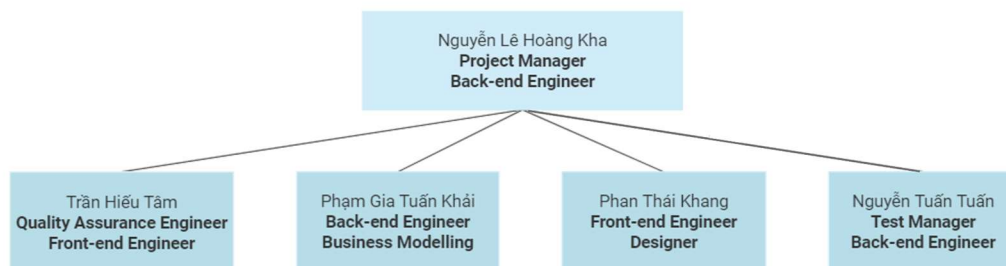 Nguyễn Lê Hoàng Kha
Project Manager
Back-end Engineer
Trần Hiếu Tâm
Quality Assurance Engineer
Front-end Engineer
Phạm Gia Tuấn Khải
Back-end Engineer
Business Modelling
Phan Thái Khang
Front-end Engineer
Designer
Nguyễn Tuấn Tuấn
Test Manager
Back-end Engineer